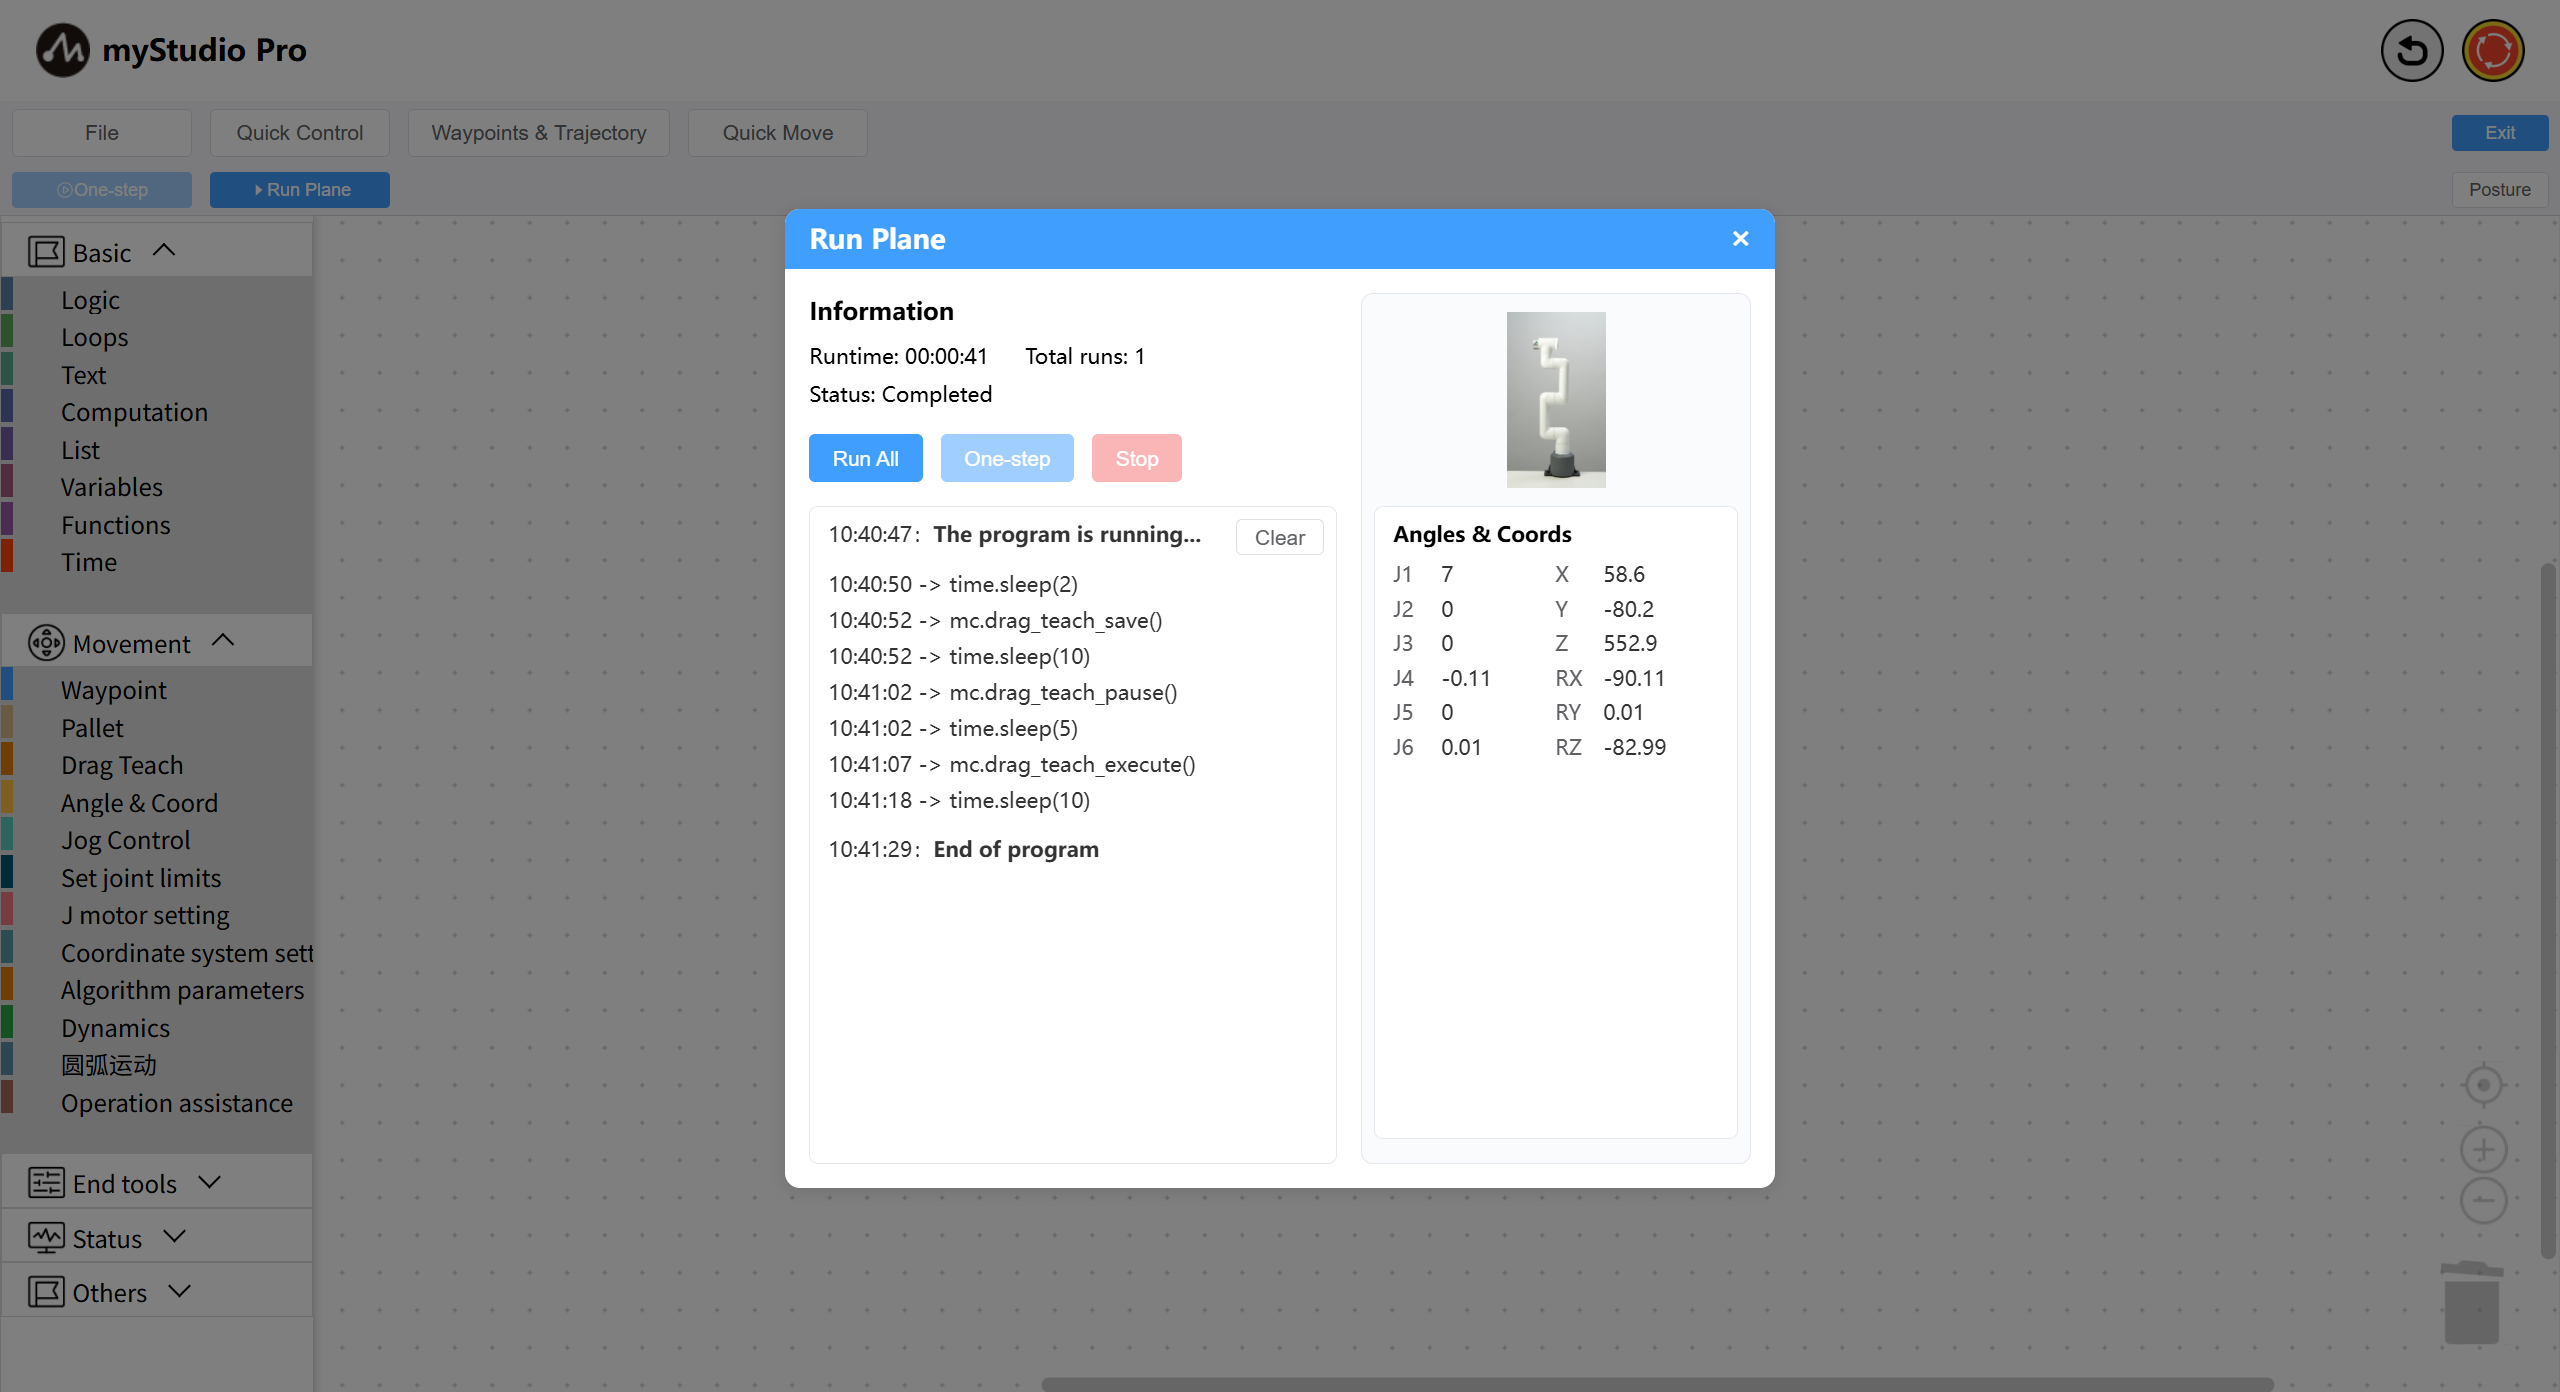 myStudio Pro
File
Quick Control
Waypoints & Trajectory
Quick Move
Exit
One-step
Run Plane
Posture
Basic
Logic
Loops
Text
Computation
List
Variables
Functions
Time
Movement
Waypoint
Pallet
Drag Teach
Angle & Coord
Jog Control
Set joint limits
J motor setting
Coordinate system sett
Algorithm parameters
Dynamics
圆弧运动
Operation assistance
End tools
Status
Others
Run Plane
Information
Runtime: 00:00:41 Total runs: 1
Status: Completed
Run All
One-step
Stop
10:40:47: The program is running...
Clear
10:40:50 -> time.sleep(2)
10:40:52 -> mc.drag_teach_save()
10:40:52 -> time.sleep(10)
10:41:02 -> mc.drag_teach_pause()
10:41:02 -> time.sleep(5)
10:41:07 -> mc.drag_teach_execute()
10:41:18 -> time.sleep(10)
10:41:29: End of program
Angles & Coords
J1 7 X 58.6
J2 0 Y -80.2
J3 0 Z 552.9
J4 -0.11 RX -90.11
J5 0 RY 0.01
J6 0.01 RZ -82.99